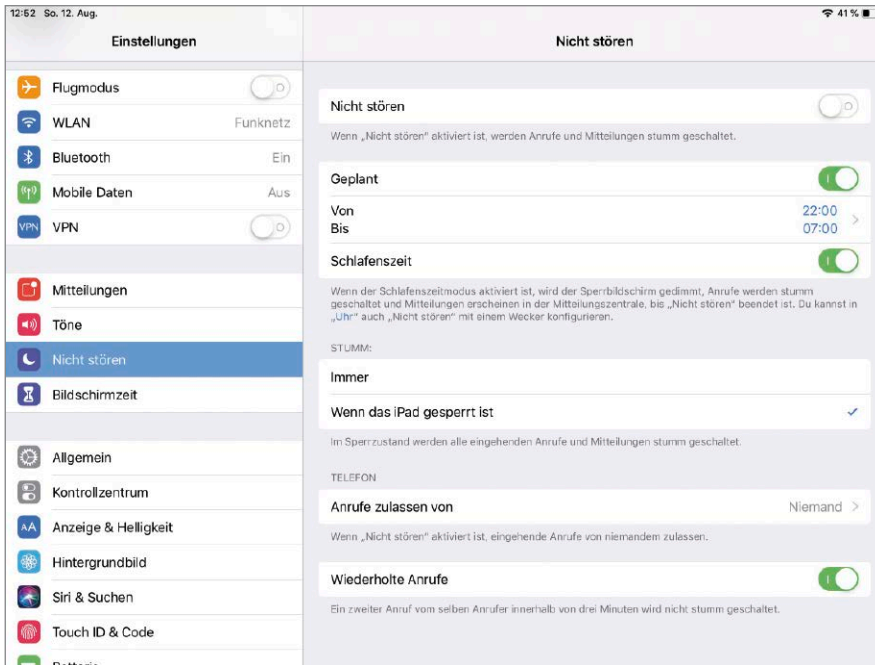 12:52 So. 12. Aug.
41 %
Einstellungen
Flugmodus
WLAN Funknetz
Bluetooth Ein
Mobile Daten Aus
VPN VPN
Mitteilungen
Töne
Nicht stören
Bildschirmzeit
Allgemein
Kontrollzentrum
AA Anzeige & Helligkeit
Hintergrundbild
Siri & Suchen
Touch ID & Code
Batterie
Nicht stören
Nicht stören
Wenn „Nicht stören“ aktiviert ist, werden Anrufe und Mitteilungen stumm geschaltet.
Geplant
Von 22:00
Bis 07:00
Schlafenszeit
Wenn der Schlafenszeitmodus aktiviert ist, wird der Sperrbildschirm gedimmt, Anrufe werden stumm
geschaltet und Mitteilungen erscheinen in der Mitteilungszentrale, bis „Nicht stören“ beendet ist. Du kannst in
„Uhr“ auch „Nicht stören“ mit einem Wecker konfigurieren.
STUMM:
Immer
Wenn das iPad gesperrt ist
Im Sperrzustand werden alle eingehenden Anrufe und Mitteilungen stumm geschaltet.
TELEFON
Anrufe zulassen von Niemand
Wenn „Nicht stören“ aktiviert ist, eingehende Anrufe von niemandem zulassen.
Wiederholte Anrufe
Ein zweiter Anruf vom selben Anrufer innerhalb von drei Minuten wird nicht stumm geschaltet.